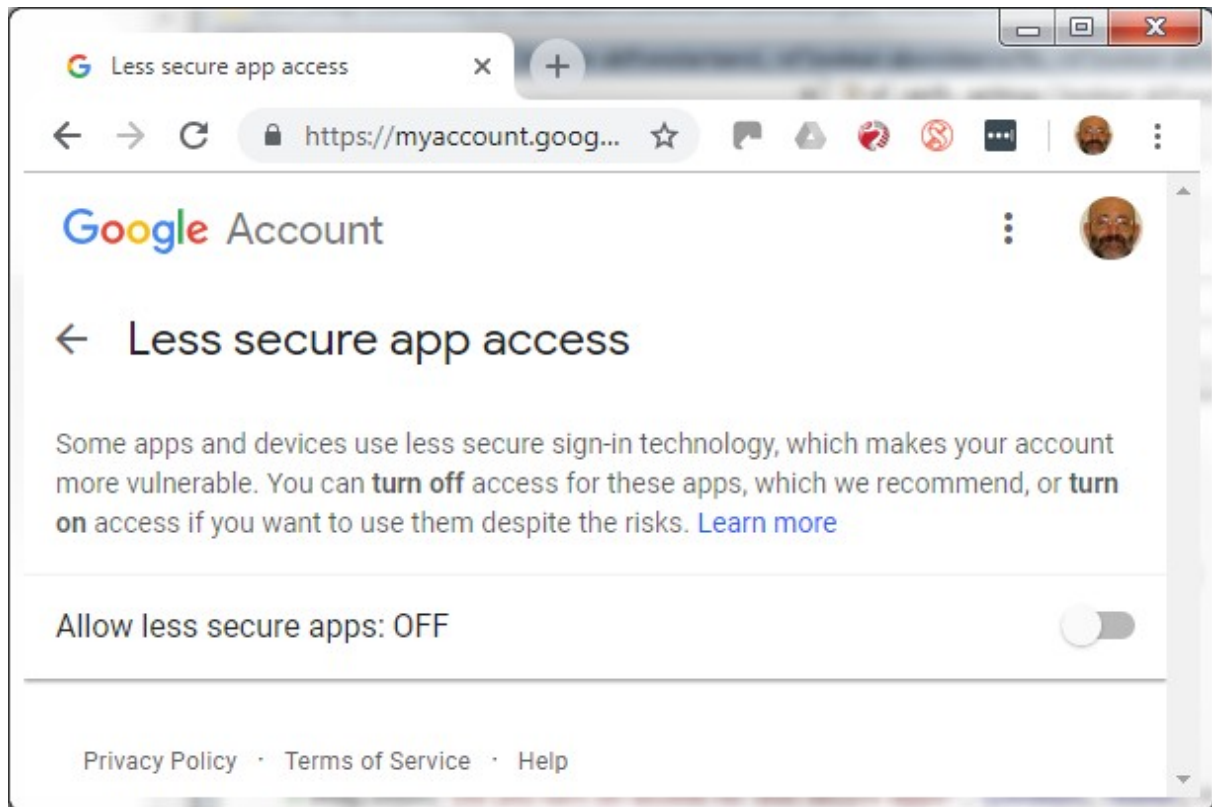 Less secure app access
https://myaccount.goog...
Google Account
Less secure app access
Some apps and devices use less secure sign-in technology, which makes your account
more vulnerable. You can turn off access for these apps, which we recommend, or turn
on access if you want to use them despite the risks. Learn more
Allow less secure apps: OFF
Privacy Policy · Terms of Service · Help